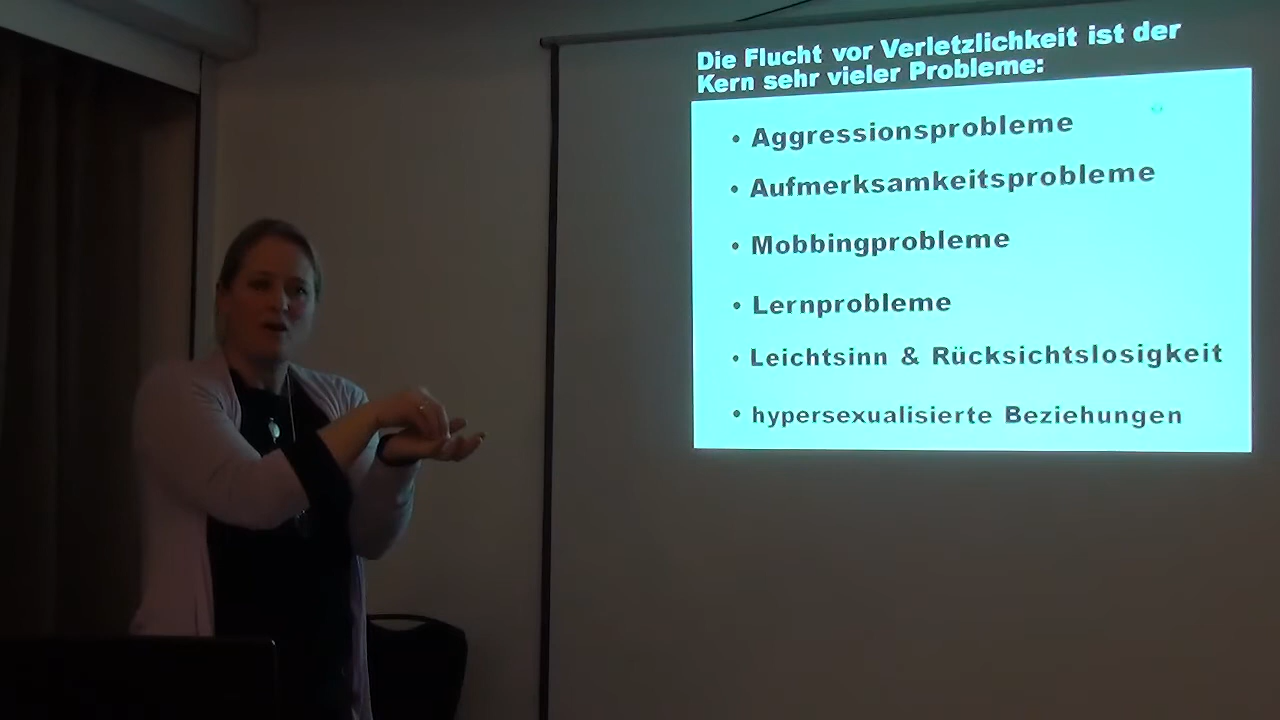 Die Flucht vor Verletzlichkeit ist der
Kern sehr vieler Probleme:
• Aggressionsprobleme
• Aufmerksamkeitsprobleme
• Mobbingprobleme
• Lernprobleme
• Leichtsinn & Rücksichtslosigkeit
• hypersexualisierte Beziehungen